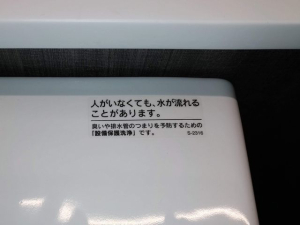 人がいなくても、水が流れる
ことがあります。
臭いや排水管のつまりを予防するための
「設備保護洗浄」です。 S-2316